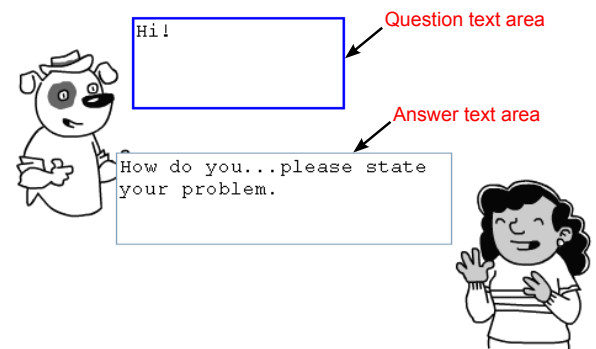 Question text area
Hi!
Answer text area
How do you...please state
your problem.